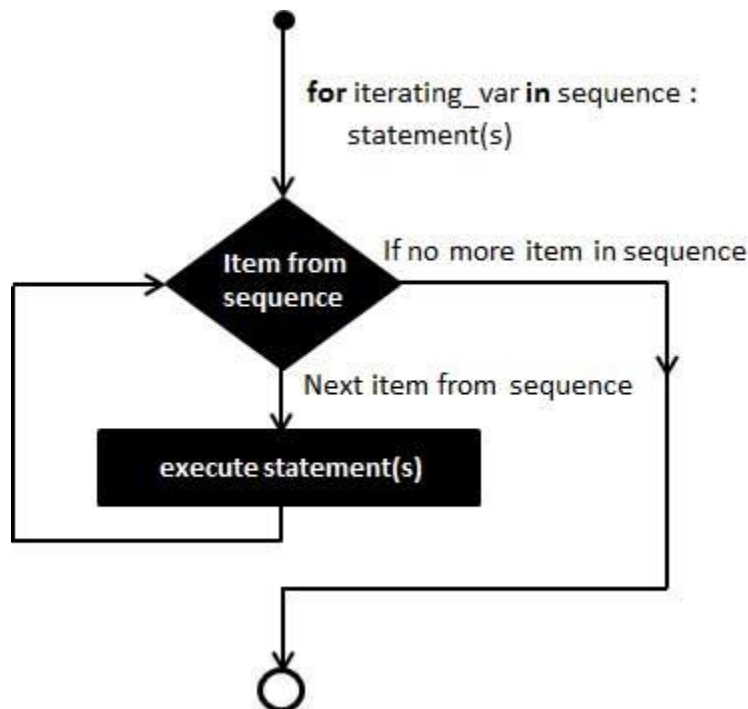 for iterating_var in sequence :
statement(s)
If no more item in sequence
Item from
sequence
Next item from sequence
execute statement(s)